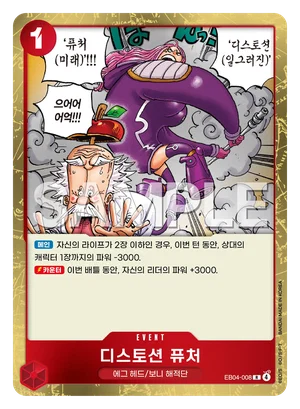 1
'퓨처
(미래)'!!!
'디스토션
(일그러진)'
으어어
어억!!!
SAMPLE
메인 자신의 라이프가 2장 이하인 경우, 이번 턴 동안, 상대의
캐릭터 1장까지의 파워 -3000.
카운터 이번 배틀 동안, 자신의 리더의 파워 +3000.
EVENT
디스토션 퓨처
에그 헤드/보니 해적단
EB04-008 R 4